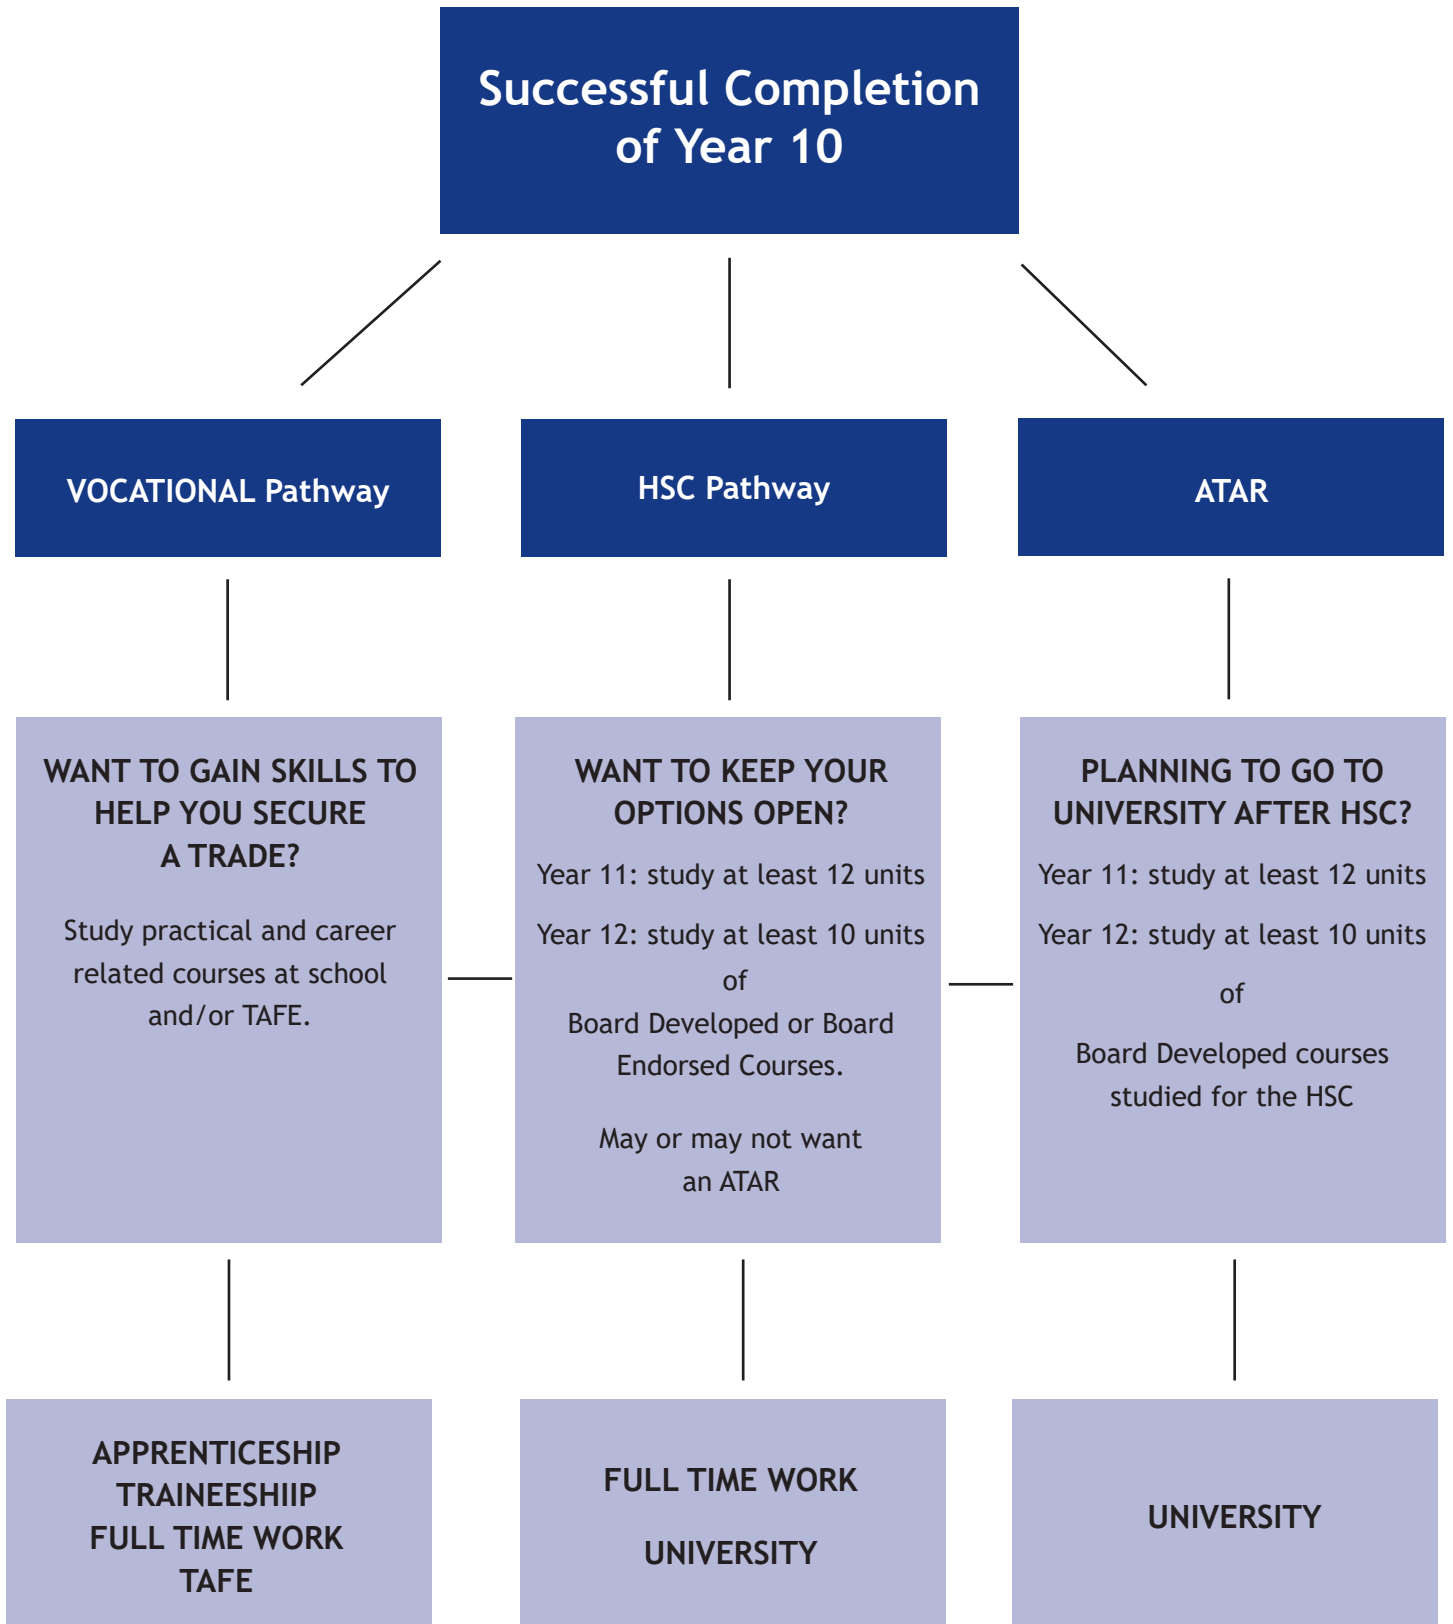 Successful Completion
of Year 10
VOCATIONAL Pathway
HSC Pathway
ATAR
WANT TO GAIN SKILLS TO
HELP YOU SECURE
A TRADE?
Study practical and career
related courses at school
and/or TAFE.
WANT TO KEEP YOUR
OPTIONS OPEN?
Year 11: study at least 12 units
Year 12: study at least 10 units
of
Board Developed or Board
Endorsed Courses.
May or may not want
an ATAR
PLANNING TO GO TO
UNIVERSITY AFTER HSC?
Year 11: study at least 12 units
Year 12: study at least 10 units
of
Board Developed courses
studied for the HSC
APPRENTICESHIP
TRAINEESHIIP
FULL TIME WORK
TAFE
FULL TIME WORK
UNIVERSITY
UNIVERSITY